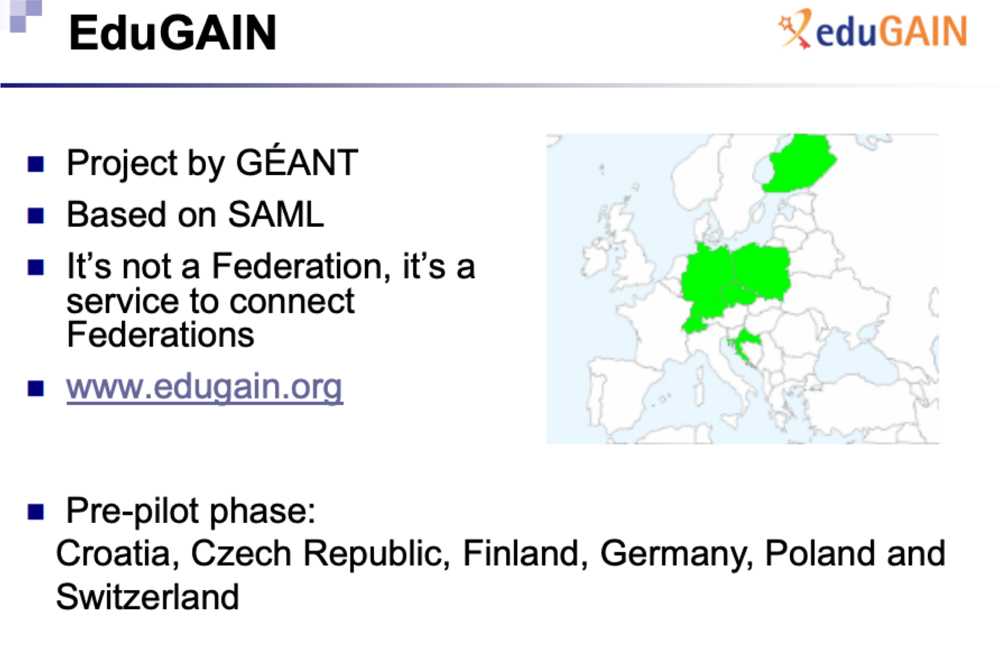 EduGAIN
eduGAIN
Project by GÉANT
Based on SAML
It’s not a Federation, it’s a
service to connect
Federations
www.edugain.org
Pre-pilot phase:
Croatia, Czech Republic, Finland, Germany, Poland and
Switzerland